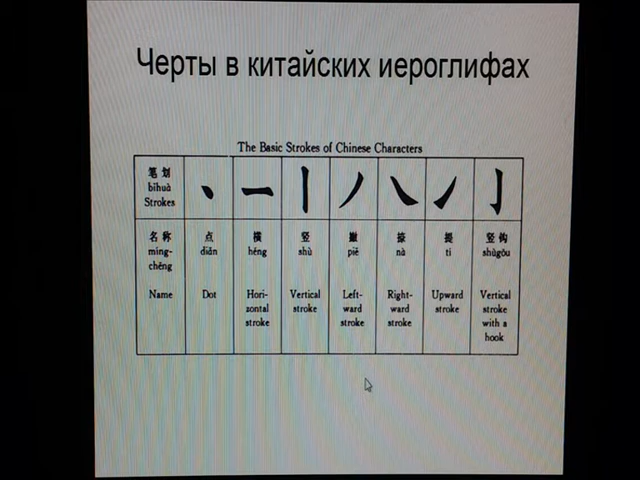 Черты в китайских иероглифах
The Basic Strokes of Chinese Characters
笔划
bǐhuà
Strokes
名称 点 横 竖 撇 捺 提 竖钩
míng- diǎn héng shù piě nà tí shùgōu
chēng
Name Dot Hori- Vertical Left- Right- Upward Vertical
zontal stroke ward ward stroke stroke
stroke stroke stroke with a
hook